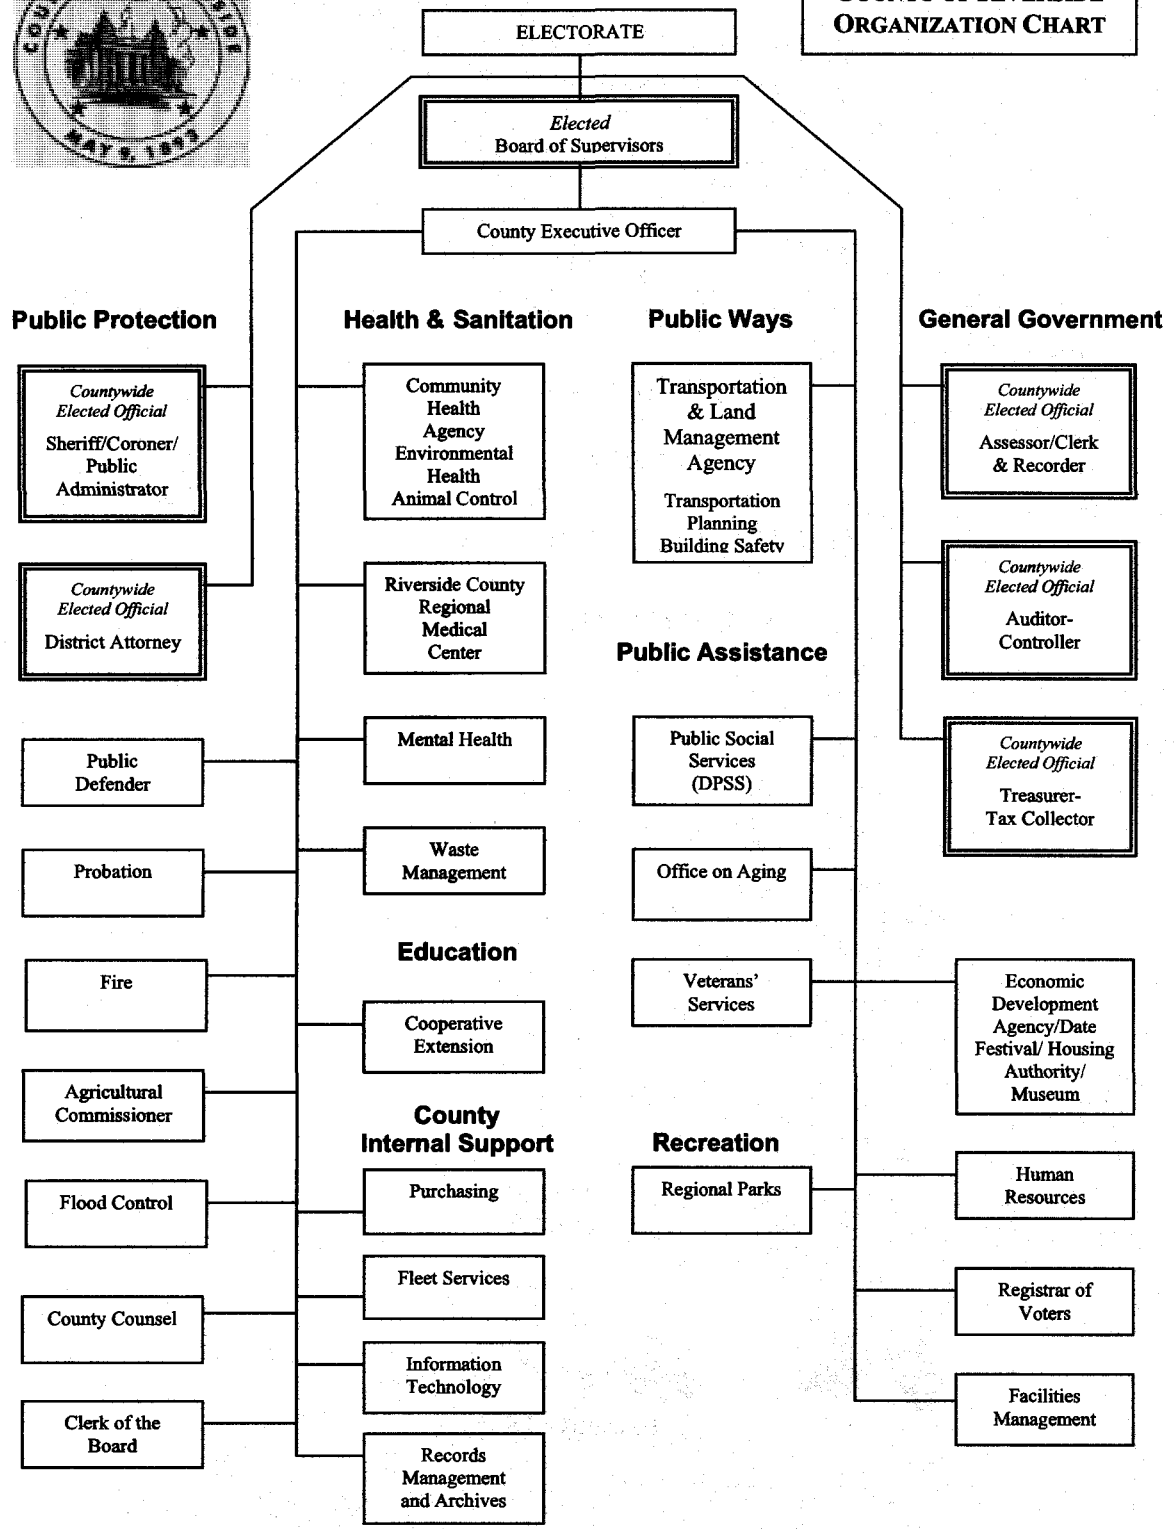 ORGANIZATION CHART
MAY 9, 1893
ELECTORATE
Elected
Board of Supervisors
County Executive Officer
Public Protection
Countywide
Elected Official
Sheriff/Coroner/
Public
Administrator
Countywide
Elected Official
District Attorney
Public
Defender
Probation
Fire
Agricultural
Commissioner
Flood Control
County Counsel
Clerk of the
Board
Health & Sanitation
Community
Health
Agency
Environmental
Health
Animal Control
Riverside County
Regional
Medical
Center
Mental Health
Waste
Management
Education
Cooperative
Extension
County
Internal Support
Purchasing
Fleet Services
Information
Technology
Records
Management
and Archives
Public Ways
Transportation
& Land
Management
Agency
Transportation
Planning
Building Safety
Public Assistance
Public Social
Services
(DPSS)
Office on Aging
Veterans'
Services
Recreation
Regional Parks
General Government
Countywide
Elected Official
Assessor/Clerk
& Recorder
Countywide
Elected Official
Auditor-
Controller
Countywide
Elected Official
Treasurer-
Tax Collector
Economic
Development
Agency/Date
Festival/ Housing
Authority/
Museum
Human
Resources
Registrar of
Voters
Facilities
Management